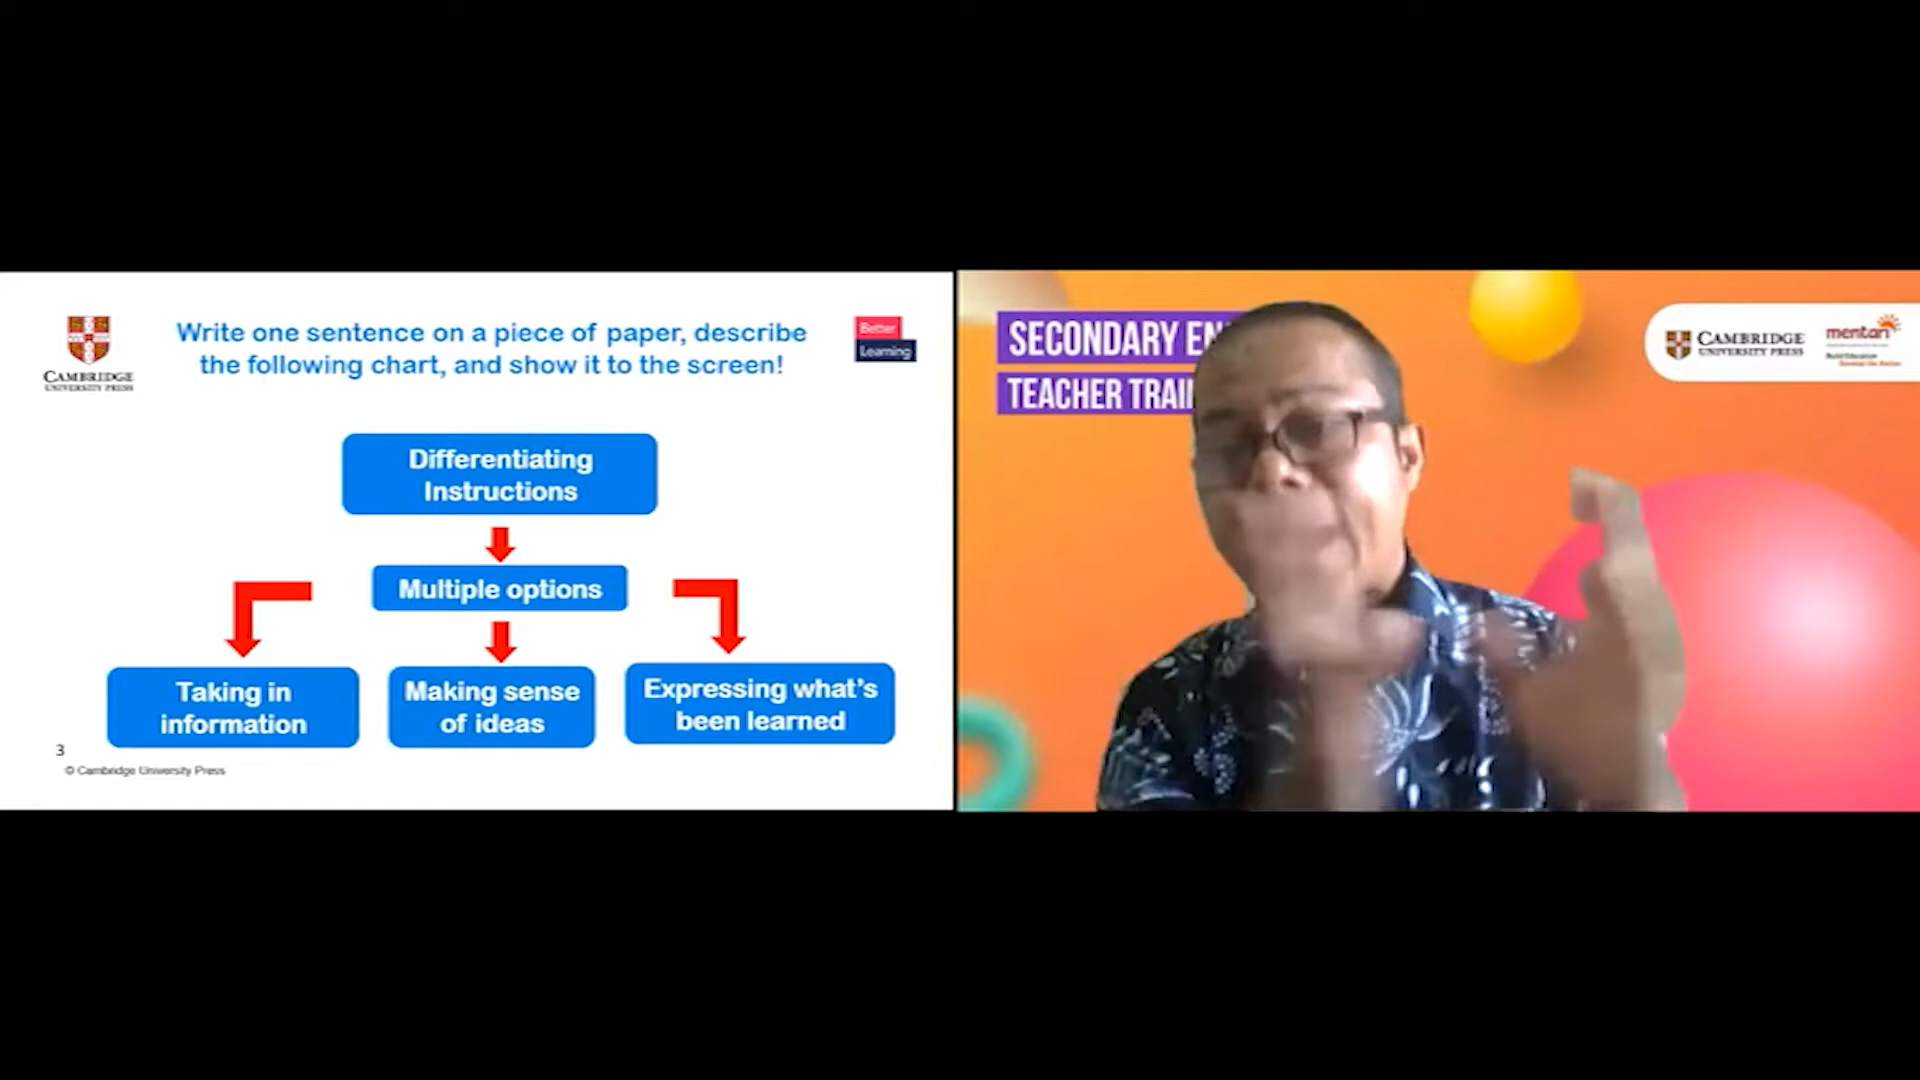 CAMBRIDGE
UNIVERSITY PRESS
Write one sentence on a piece of paper, describe
the following chart, and show it to the screen!
Better
Learning
Differentiating
Instructions
Multiple options
Taking in
information
Making sense
of ideas
Expressing what's
been learned
3
© Cambridge University Press
SECONDARY EN
TEACHER TRAI
CAMBRIDGE
UNIVERSITY PRESS
mentari